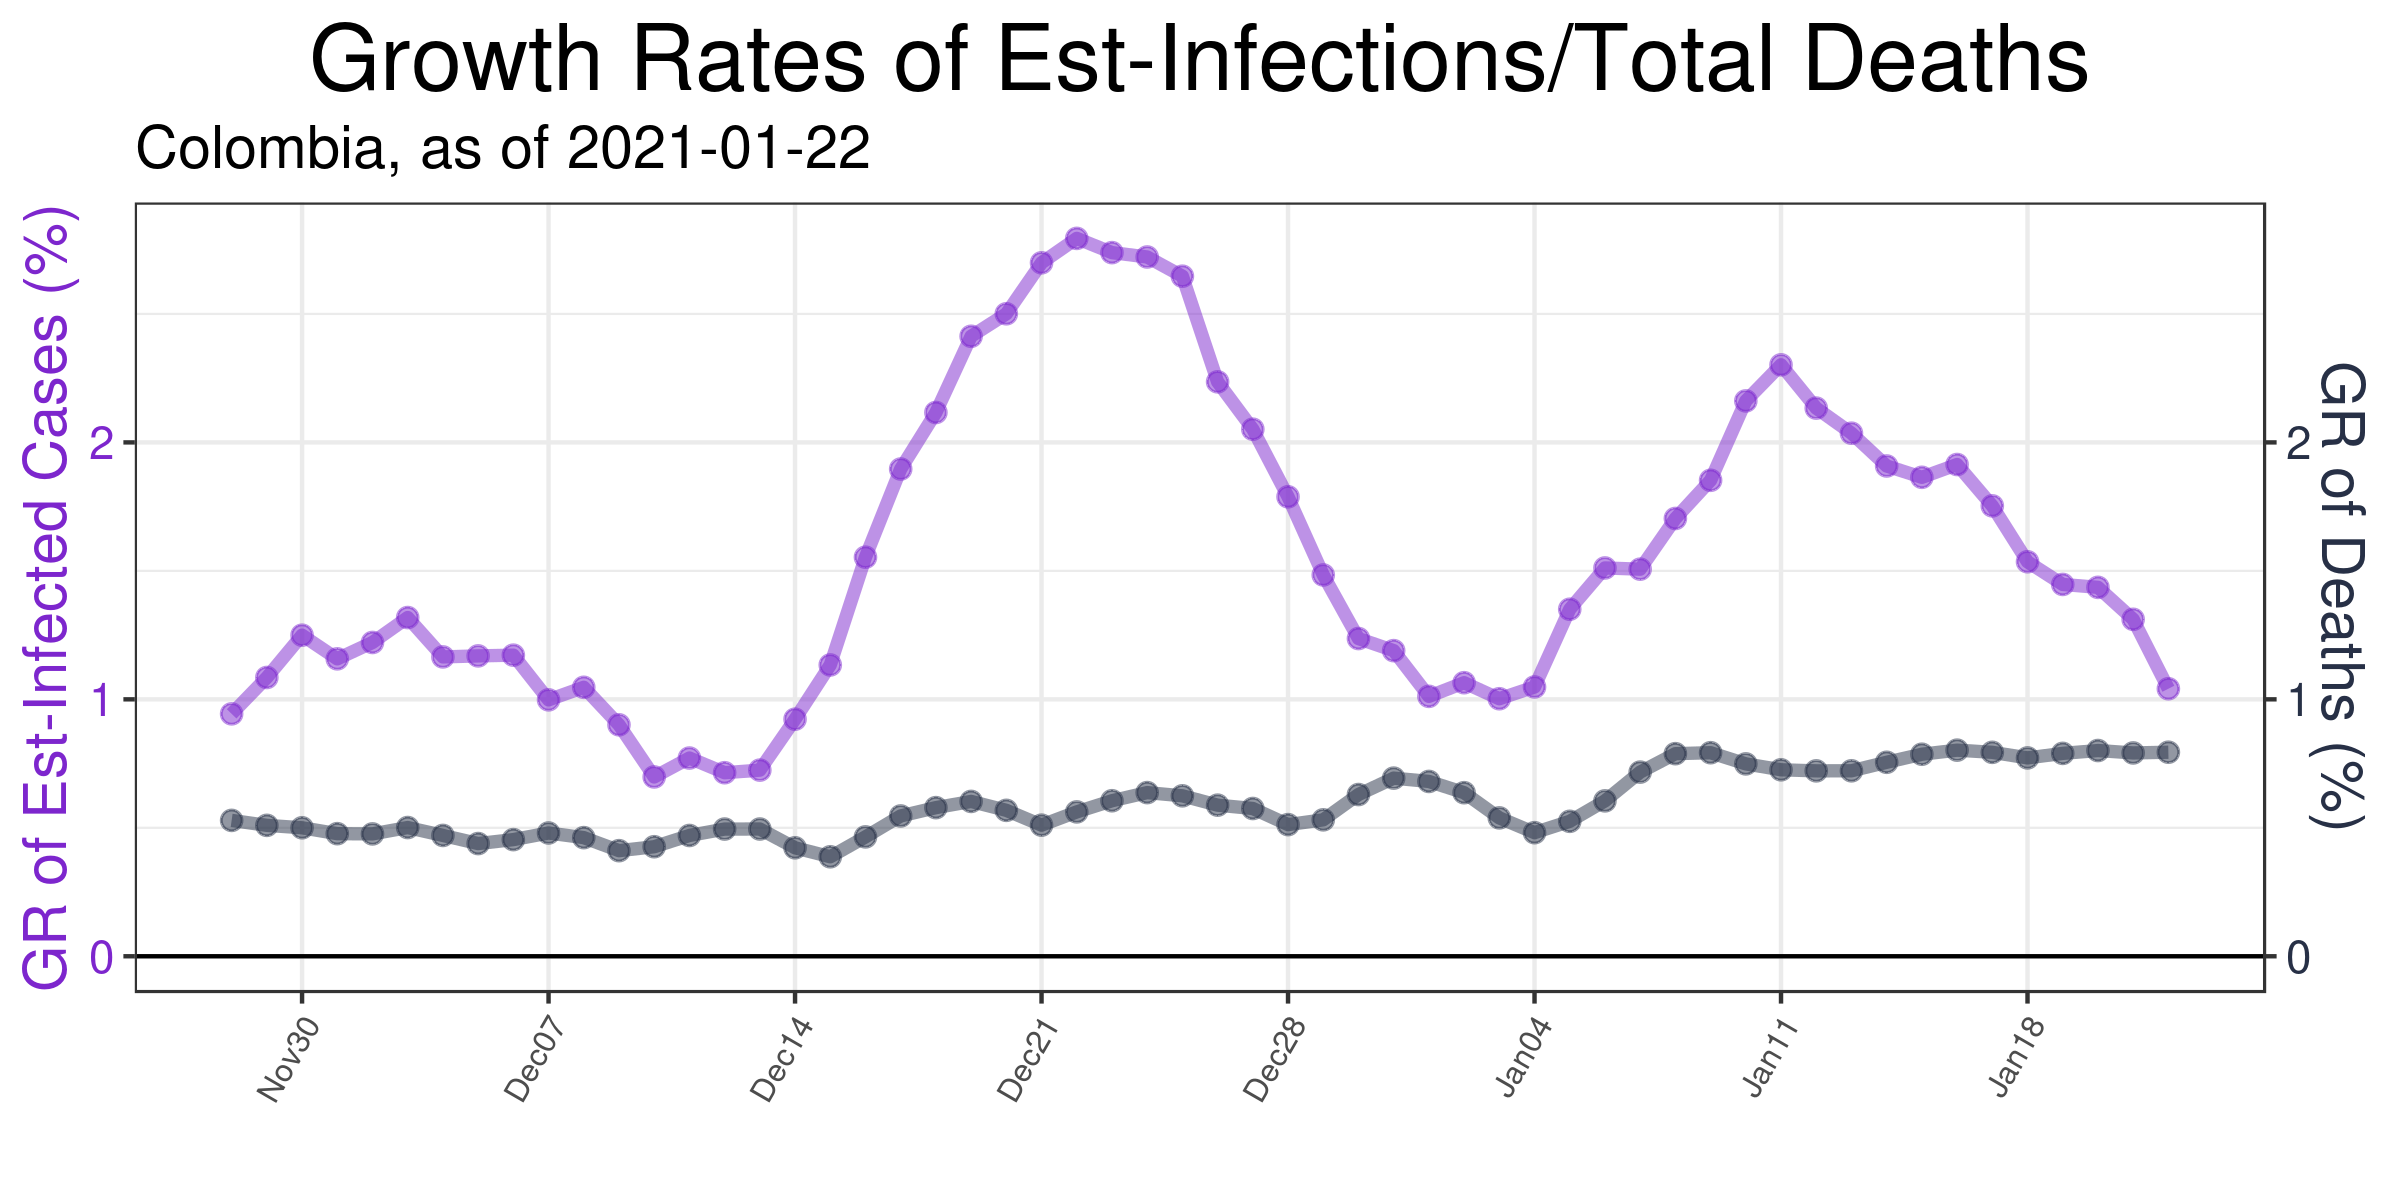 Growth Rates of Est-Infections/Total Deaths
Colombia, as of 2021-01-22
GR of Est-Infected Cases (%)
2
1
0
GR of Deaths (%)
2
1
0
Nov30
Dec07
Dec14
Dec21
Dec28
Jan04
Jan11
Jan18